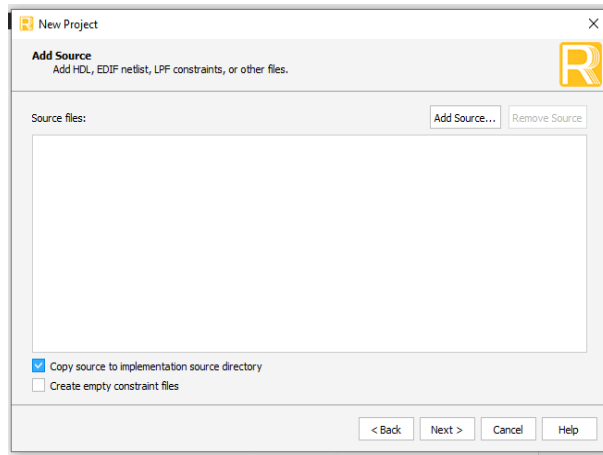 New Project
Add Source
Add HDL, EDIF netlist, LPF constraints, or other files.
R
Source files:
Add Source...
Remove Source
Copy source to implementation source directory
Create empty constraint files
< Back
Next >
Cancel
Help